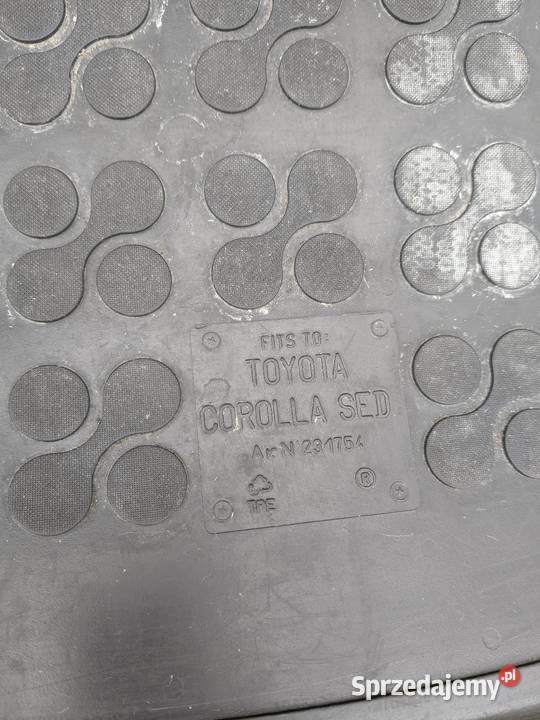 FITS TO:
TOYOTA
COROLLA SED
Ar. N° 231754
®
TPE
Sprzedajemy.pl